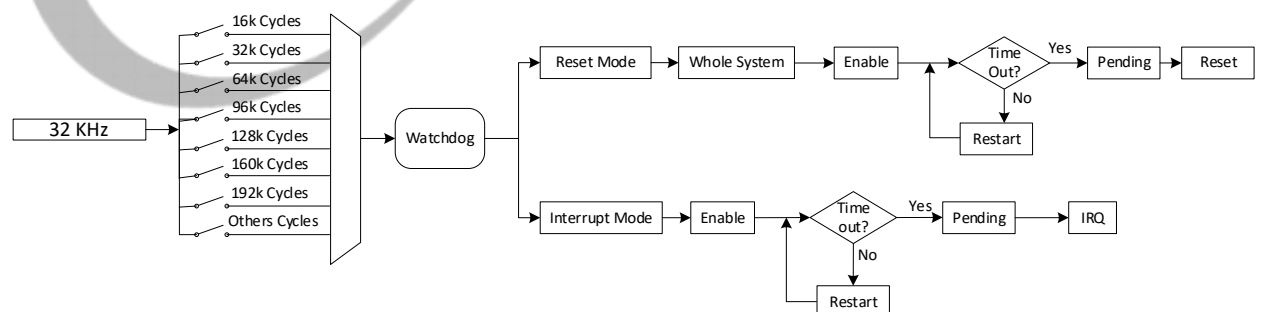 16k Cycles
32k Cycles
64k Cycles
96k Cycles
128k Cycles
160k Cycles
192k Cycles
Others Cycles
32 KHz
Watchdog
Reset Mode
Whole System
Enable
Time
Out?
Yes
Pending
Reset
No
Restart
Interrupt Mode
Enable
Time
out?
Yes
Pending
IRQ
No
Restart